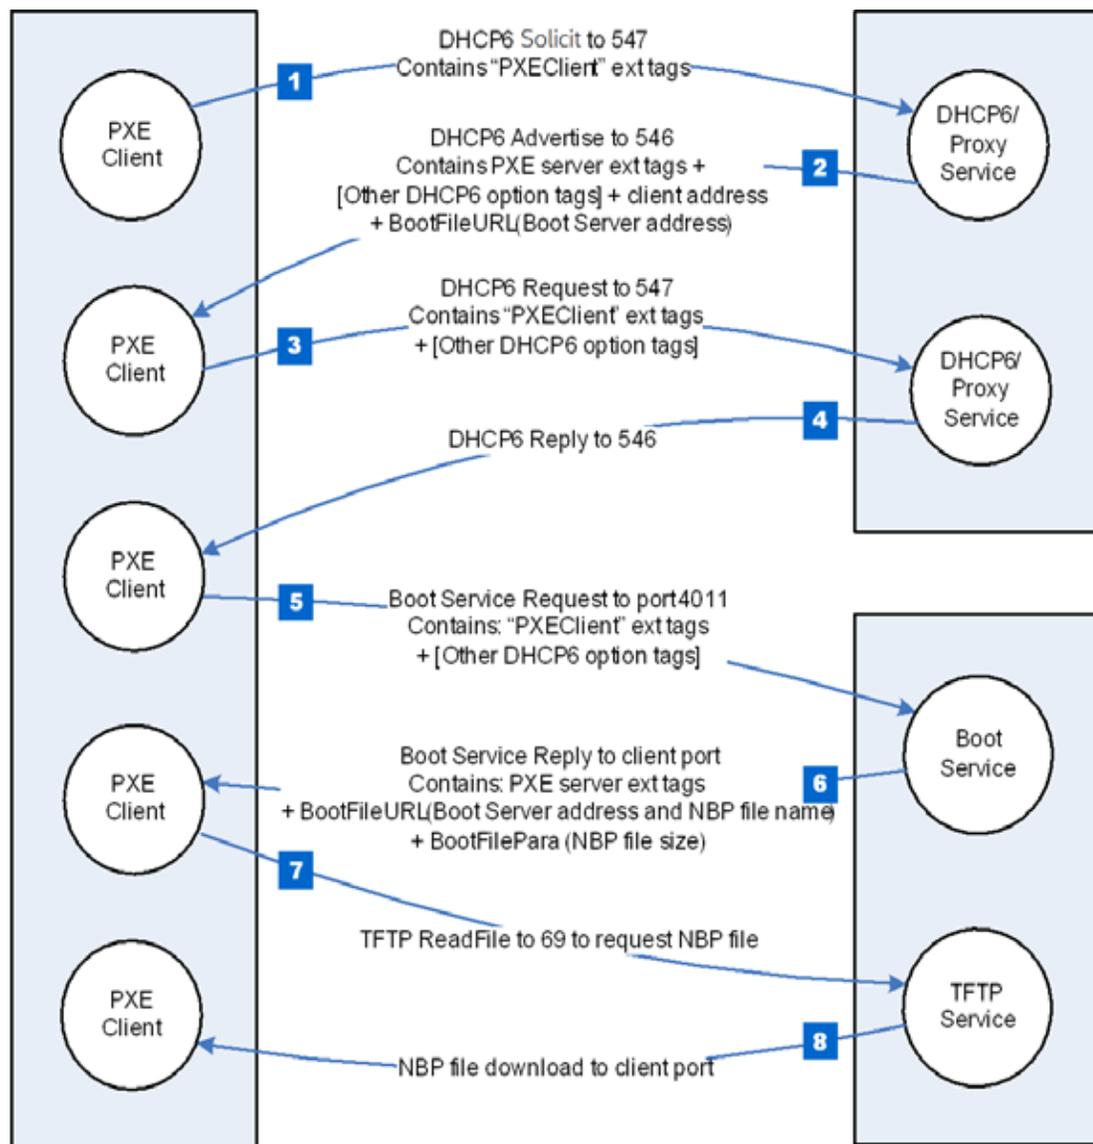 DHCP6 Solicit to 547
Contains "PXEClient" ext tags
1
PXE
Client
DHCP6/
Proxy
Service
DHCP6 Advertise to 546
Contains PXE server ext tags +
[Other DHCP6 option tags] + client address
+ BootFileURL(Boot Server address)
2
DHCP6 Request to 547
Contains "PXEClient" ext tags
+ [Other DHCP6 option tags]
3
PXE
Client
DHCP6/
Proxy
Service
4
DHCP6 Reply to 546
PXE
Client
5
Boot Service Request to port4011
Contains: "PXEClient" ext tags
+ [Other DHCP6 option tags]
Boot
Service
Boot Service Reply to client port
Contains: PXE server ext tags
+ BootFileURL(Boot Server address and NBP file name)
+ BootFilePara (NBP file size)
6
PXE
Client
7
TFTP ReadFile to 69 to request NBP file
TFTP
Service
PXE
Client
8
NBP file download to client port